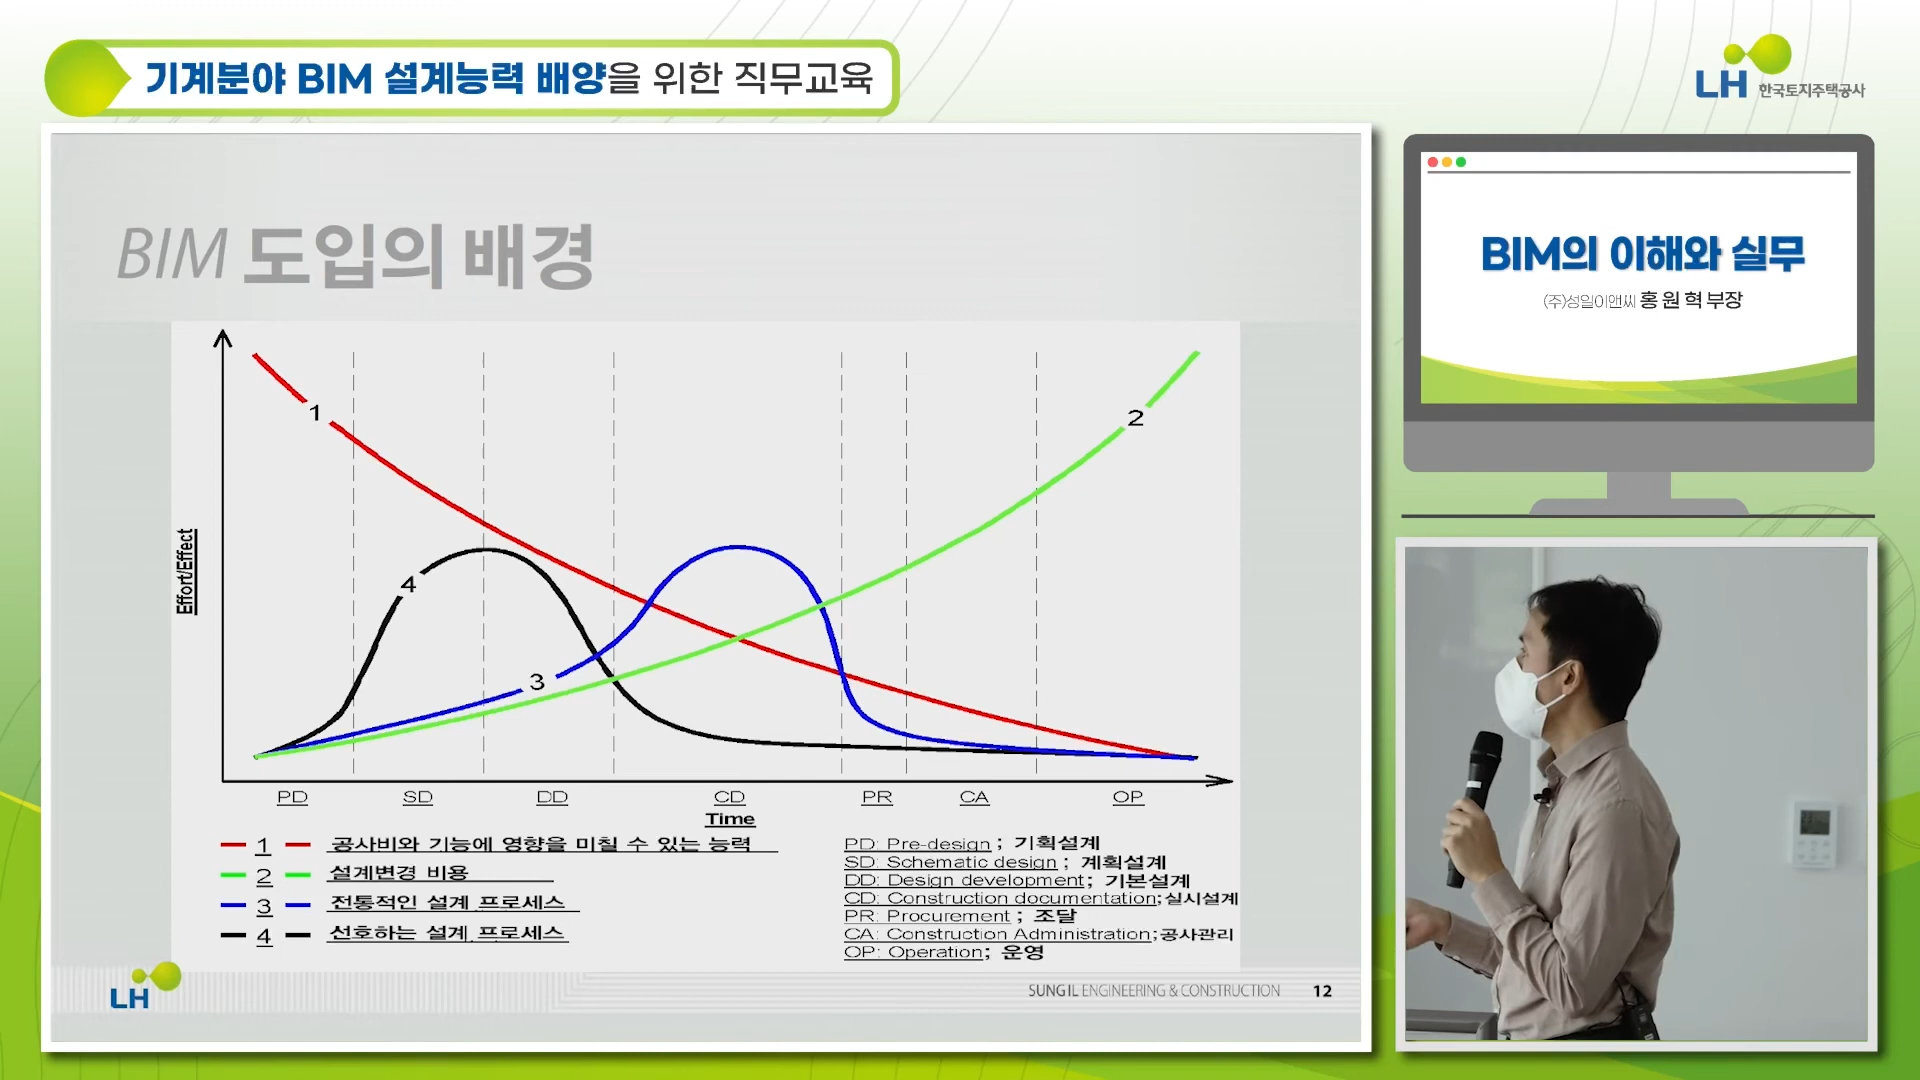 기계분야 BIM 설계능력 배양을 위한 직무교육
LH 한국토지주택공사
BIM 도입의 배경
1
2
3
4
Effort/Effect
PD SD DD CD PR CA OP
Time
1 공사비와 기능에 영향을 미칠 수 있는 능력
2 설계변경 비용
3 전통적인 설계 프로세스
4 선호하는 설계 프로세스
PD: Pre-design ; 기획설계
SD: Schematic design ; 계획설계
DD: Design development; 기본설계
CD: Construction documentation;실시설계
PR: Procurement ; 조달
CA: Construction Administration;공사관리
OP: Operation; 운영
LH
SUNGIL ENGINEERING & CONSTRUCTION 12
BIM의 이해와 실무
(주)성일이앤씨 홍 원 혁 부장